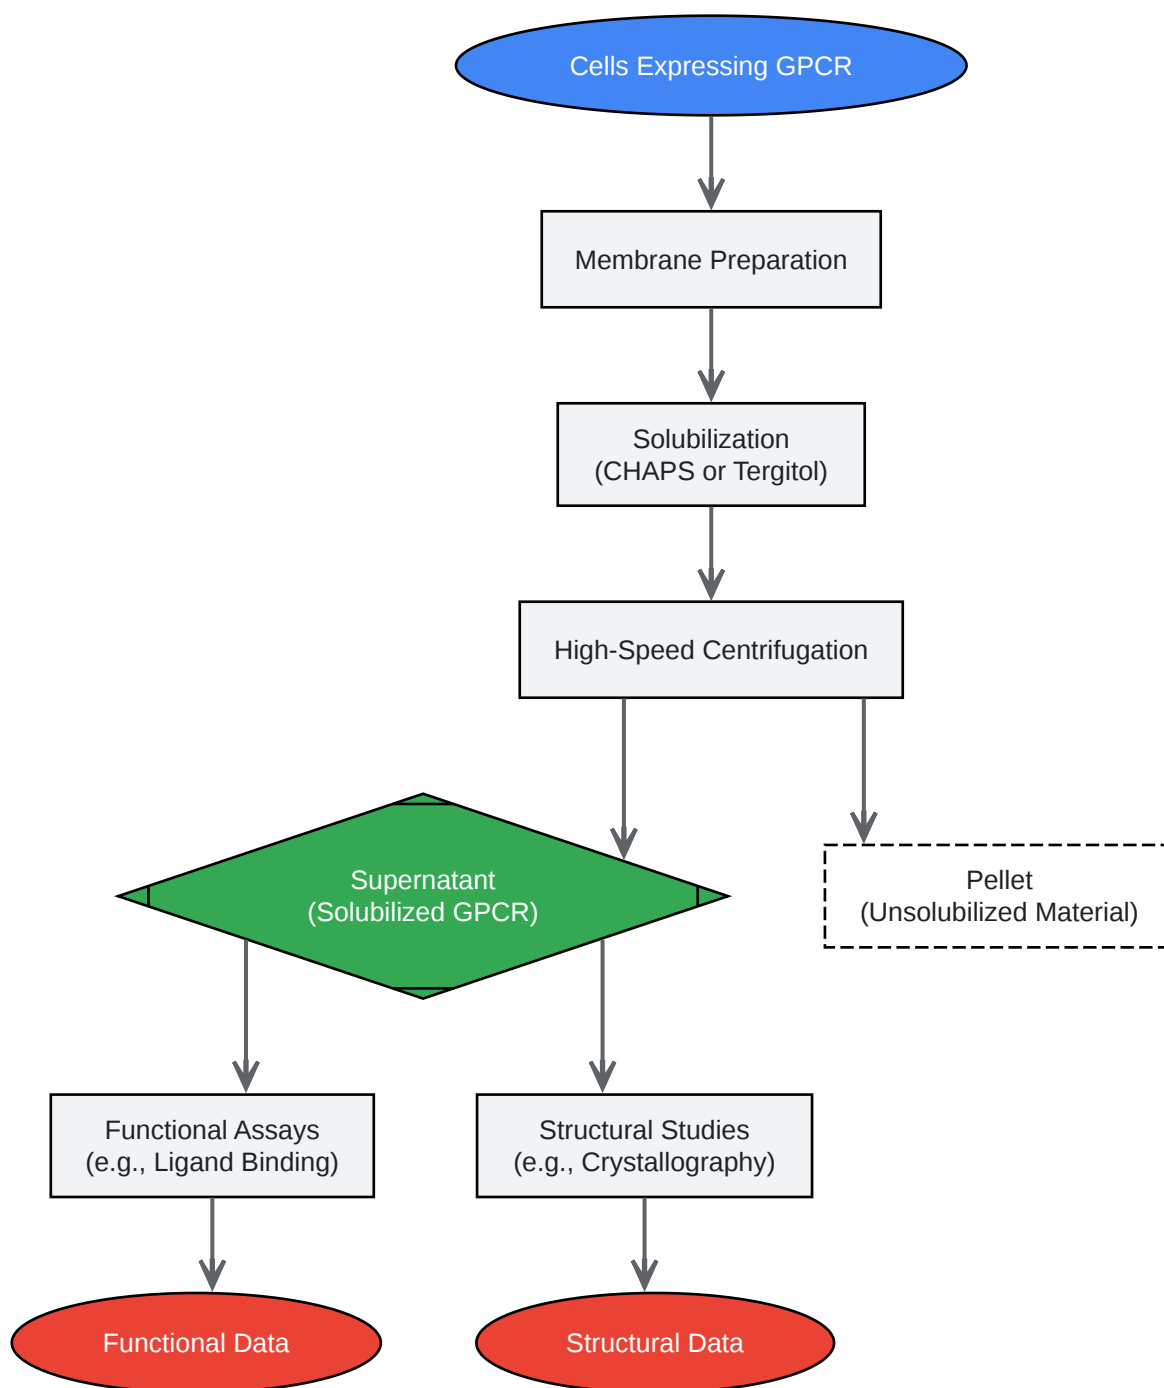 Cells Expressing GPCR
Membrane Preparation
Solubilization
(CHAPS or Tergitol)
High-Speed Centrifugation
Supernatant
(Solubilized GPCR)
Pellet
(Unsolubilized Material)
Functional Assays
(e.g., Ligand Binding)
Structural Studies
(e.g., Crystallography)
Functional Data
Structural Data